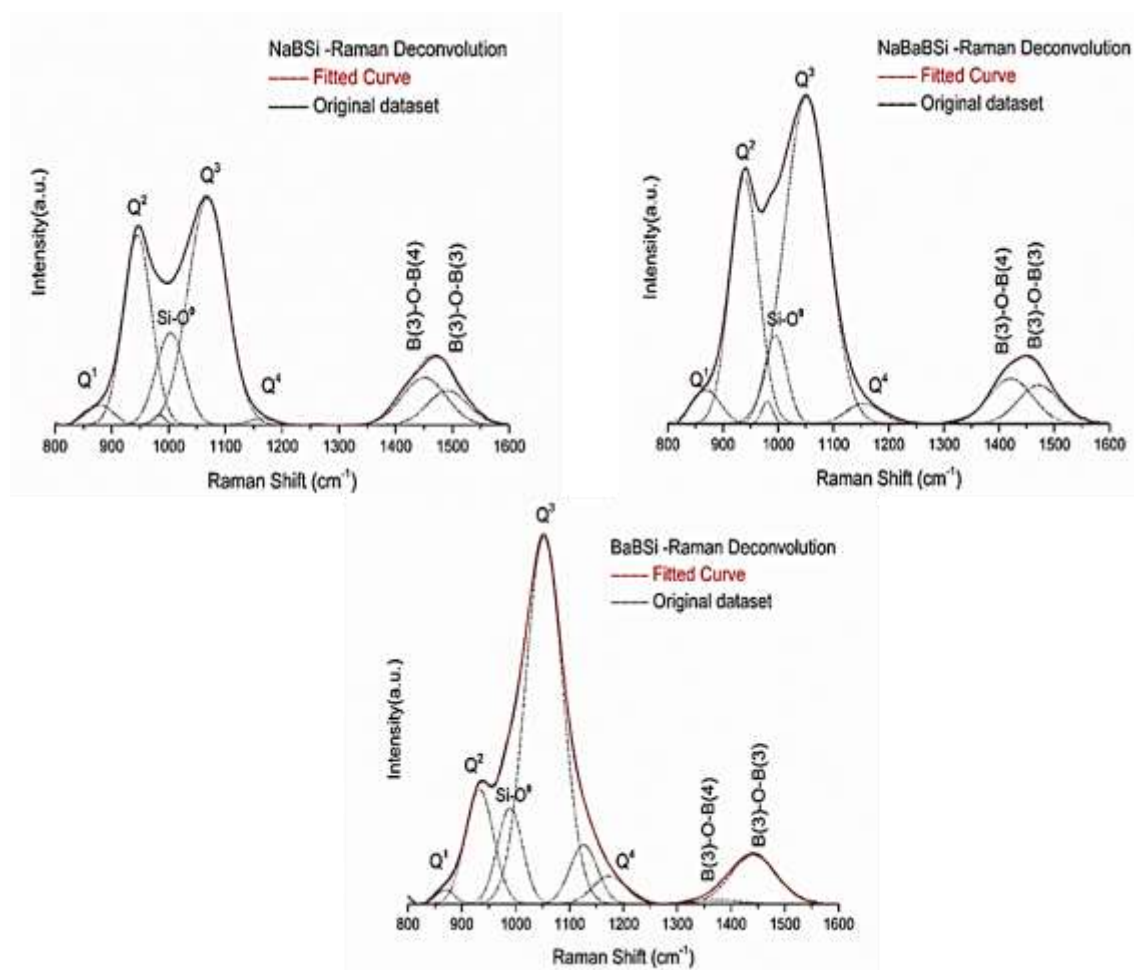 NaBSi -Raman Deconvolution
Fitted Curve
Original dataset
Intensity(a.u.)
Q¹
Q²
Si-O⁰
Q³
Q⁴
B(3)-O-B(4)
B(3)-O-B(3)
800 900 1000 1100 1200 1300 1400 1500 1600
Raman Shift (cm⁻¹)
NaBaBSi -Raman Deconvolution
Fitted Curve
Original dataset
Intensity(a.u.)
Q¹
Q²
Si-O⁰
Q³
Q⁴
B(3)-O-B(4)
B(3)-O-B(3)
800 900 1000 1100 1200 1300 1400 1500 1600
Raman Shift (cm⁻¹)
BaBSi -Raman Deconvolution
Fitted Curve
Original dataset
Intensity(a.u.)
Q¹
Q²
Si-O⁰
Q³
Q⁴
B(3)-O-B(4)
B(3)-O-B(3)
800 900 1000 1100 1200 1300 1400 1500 1600
Raman Shift (cm⁻¹)